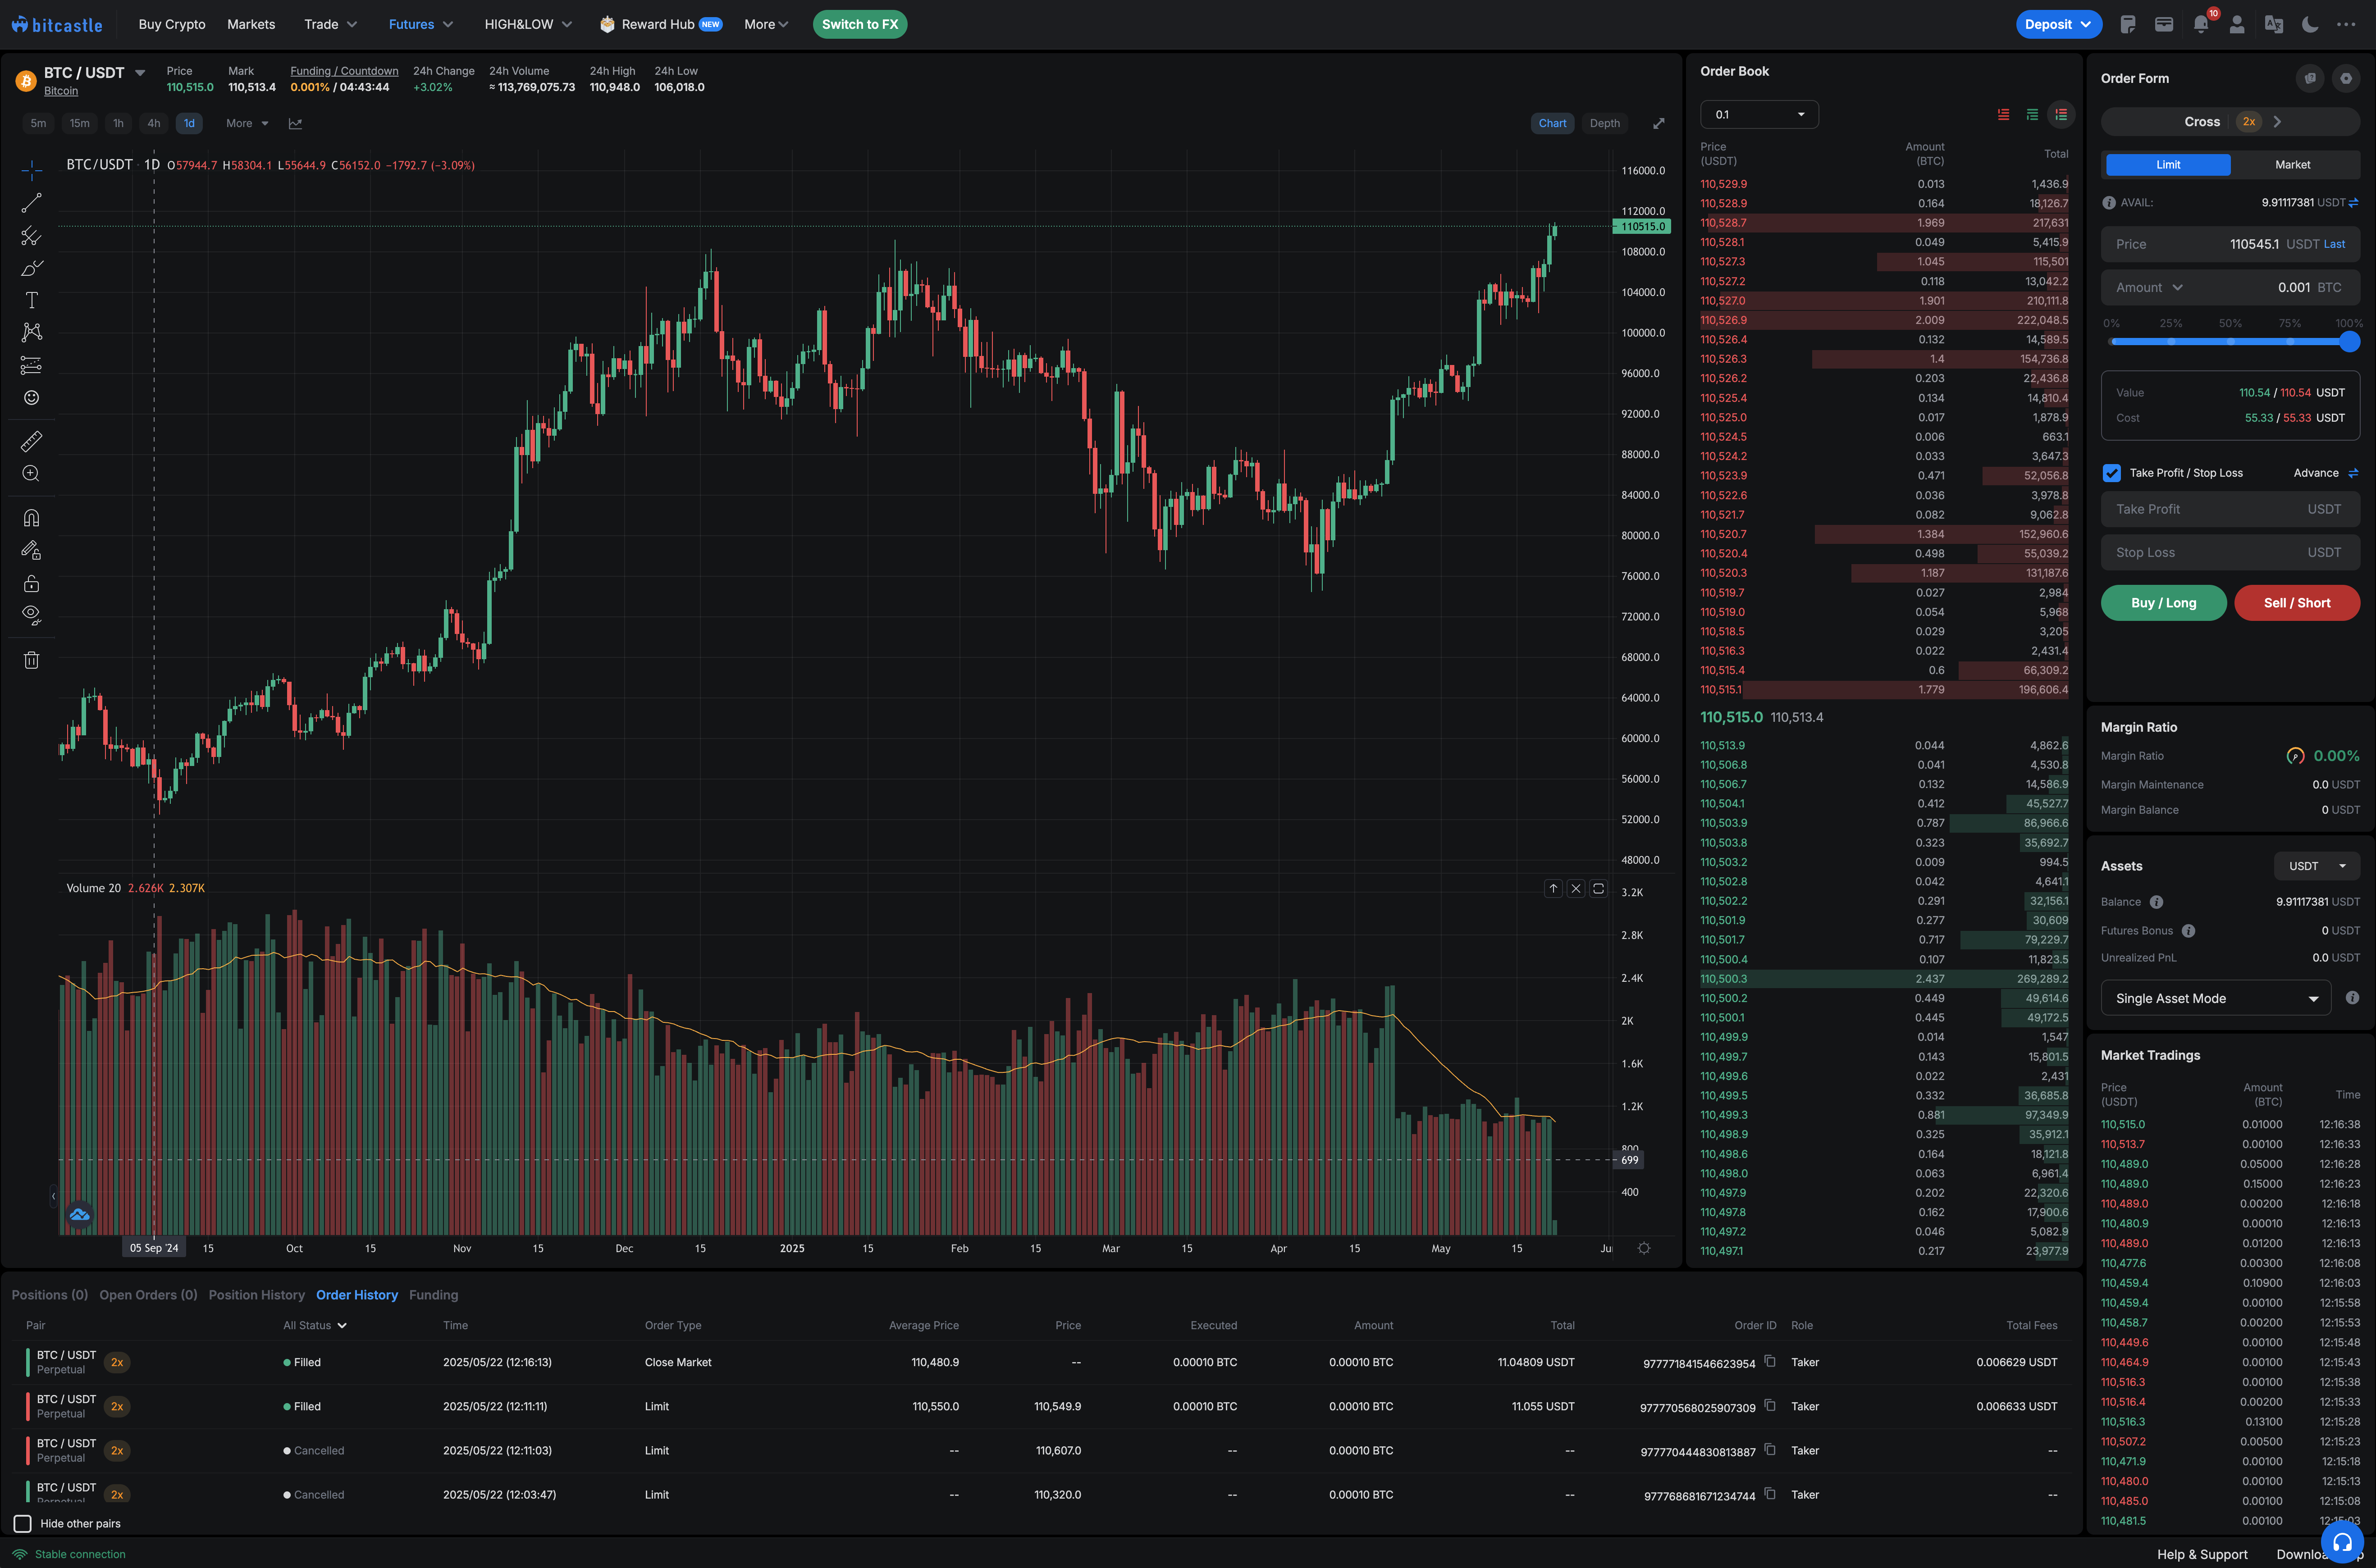 bitcastle
Buy Crypto Markets Trade Futures HIGH&LOW Reward Hub NEW More Switch to FX
Deposit 10
BTC / USDT
Bitcoin
Price Mark Funding / Countdown 24h Change 24h Volume 24h High 24h Low
110,515.0 110,513.4 0.001% / 04:43:44 +3.02% ≈ 113,769,075.73 110,948.0 106,018.0
5m 15m 1h 4h 1d More
Chart Depth
BTC/USDT · 1D O57944.7 H58304.1 L55644.9 C56152.0 −1792.7 (−3.09%)
116000.0
112000.0
110515.0
108000.0
104000.0
100000.0
96000.0
92000.0
88000.0
84000.0
80000.0
76000.0
72000.0
68000.0
64000.0
60000.0
56000.0
52000.0
48000.0
Volume 20 2.626K 2.307K
3.2K
2.8K
2.4K
2K
1.6K
1.2K
800
699
400
05 Sep '24 15 Oct 15 Nov 15 Dec 15 2025 15 Feb 15 Mar 15 Apr 15 May 15
Order Book
0.1
Price Amount Total
(USDT) (BTC)
110,529.9 0.013 1,436.9
110,528.9 0.164 18,126.7
110,528.7 1.969 217,631
110,528.1 0.049 5,415.9
110,527.3 1.045 115,501
110,527.2 0.118 13,042.2
110,527.0 1.901 210,111.8
110,526.9 2.009 222,048.5
110,526.4 0.132 14,589.5
110,526.3 1.4 154,736.8
110,526.2 0.203 22,436.8
110,525.4 0.134 14,810.4
110,525.0 0.017 1,878.9
110,524.5 0.006 663.1
110,524.2 0.033 3,647.3
110,523.9 0.471 52,056.8
110,522.6 0.036 3,978.8
110,521.7 0.082 9,062.8
110,520.7 1.384 152,960.6
110,520.4 0.498 55,039.2
110,520.3 1.187 131,187.6
110,519.7 0.027 2,984
110,519.0 0.054 5,968
110,518.5 0.029 3,205
110,516.3 0.022 2,431.4
110,515.4 0.6 66,309.2
110,515.1 1.779 196,606.4
110,515.0 110,513.4
110,513.9 0.044 4,862.6
110,506.8 0.041 4,530.8
110,506.7 0.132 14,586.9
110,504.1 0.412 45,527.7
110,503.9 0.787 86,966.6
110,503.8 0.323 35,692.7
110,503.2 0.009 994.5
110,502.8 0.042 4,641.1
110,502.2 0.291 32,156.1
110,501.9 0.277 30,609
110,501.7 0.717 79,229.7
110,500.4 0.107 11,823.5
110,500.3 2.437 269,289.2
110,500.2 0.449 49,614.6
110,500.1 0.445 49,172.5
110,499.9 0.014 1,547
110,499.7 0.143 15,801.5
110,499.6 0.022 2,431
110,499.5 0.332 36,685.8
110,499.3 0.881 97,349.9
110,498.9 0.325 35,912.1
110,498.6 0.164 18,121.8
110,498.0 0.063 6,961.4
110,497.9 0.202 22,320.6
110,497.8 0.162 17,900.6
110,497.2 0.046 5,082.9
110,497.1 0.217 23,977.9
Order Form
Cross 2x
Limit Market
AVAIL: 9.91117381 USDT
Price 110545.1 USDT Last
Amount 0.001 BTC
0% 25% 50% 75% 100%
Value 110.54 / 110.54 USDT
Cost 55.33 / 55.33 USDT
Take Profit / Stop Loss Advance
Take Profit USDT
Stop Loss USDT
Buy / Long Sell / Short
Margin Ratio
Margin Ratio 0.00%
Margin Maintenance 0.0 USDT
Margin Balance 0 USDT
Assets USDT
Balance 9.91117381 USDT
Futures Bonus 0 USDT
Unrealized PnL 0.0 USDT
Single Asset Mode
Market Tradings
Price Amount Time
(USDT) (BTC)
110,515.0 0.01000 12:16:38
110,513.7 0.00100 12:16:33
110,489.0 0.05000 12:16:28
110,489.0 0.15000 12:16:23
110,489.0 0.00200 12:16:18
110,480.9 0.00010 12:16:13
110,489.0 0.01200 12:16:13
110,477.6 0.00300 12:16:08
110,459.4 0.10900 12:16:03
110,459.4 0.00100 12:15:58
110,458.7 0.00200 12:15:53
110,449.6 0.00100 12:15:48
110,464.9 0.00100 12:15:43
110,516.3 0.00100 12:15:38
110,516.4 0.00200 12:15:33
110,516.3 0.13100 12:15:28
110,507.2 0.00500 12:15:23
110,471.9 0.00100 12:15:18
110,480.0 0.00100 12:15:13
110,485.0 0.00100 12:15:08
110,481.5 0.00100 12:15:03
Positions (0) Open Orders (0) Position History Order History Funding
Pair All Status Time Order Type Average Price Price Executed Amount Total Order ID Role Total Fees
BTC / USDT Perpetual 2x Filled 2025/05/22 (12:16:13) Close Market 110,480.9 -- 0.00010 BTC 0.00010 BTC 11.04809 USDT 977771841546623954 Taker 0.006629 USDT
BTC / USDT Perpetual 2x Filled 2025/05/22 (12:11:11) Limit 110,550.0 110,549.9 0.00010 BTC 0.00010 BTC 11.055 USDT 977770568025907309 Taker 0.006633 USDT
BTC / USDT Perpetual 2x Cancelled 2025/05/22 (12:11:03) Limit -- 110,607.0 -- 0.00010 BTC -- 977770444830813887 Taker --
BTC / USDT Perpetual 2x Cancelled 2025/05/22 (12:03:47) Limit -- 110,320.0 -- 0.00010 BTC -- 977768681671234744 Taker --
Hide other pairs
Stable connection
Help & Support